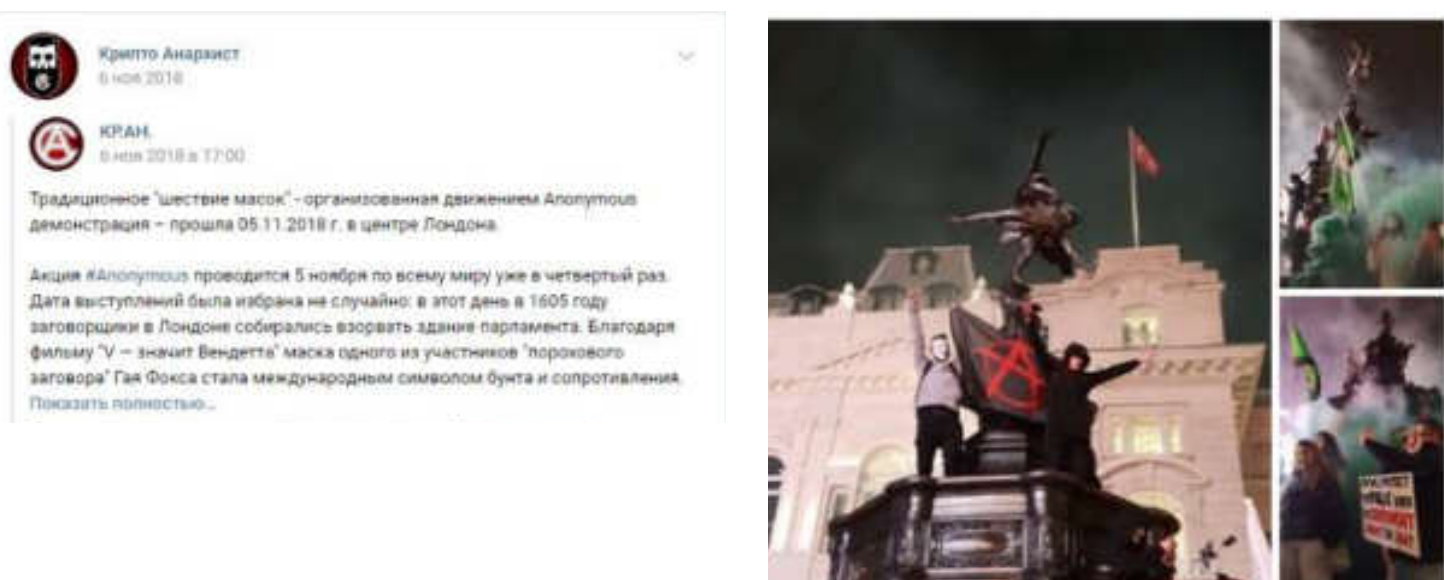 Крипто Анархист
6 ноя 2018
КР.АН.
6 ноя 2018 в 17:00
Традиционное "шествие масок" - организованная движением Anonymous
демонстрация – прошла 05.11.2018 г. в центре Лондона.
Акция #Anonymous проводится 5 ноября по всему миру уже в четвертый раз.
Дата выступлений была избрана не случайно: в этот день в 1605 году
заговорщики в Лондоне собирались взорвать здание парламента. Благодаря
фильму "V — значит Вендетта" маска одного из участников "порохового
заговора" Гая Фокса стала международным символом бунта и сопротивления.
Показать полностью...